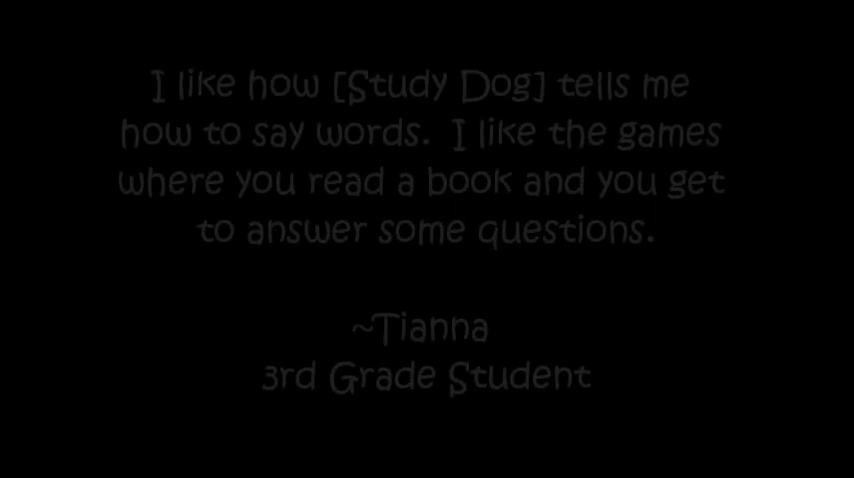 I like how [Study Dog] tells me
how to say words.  I like the games
where you read a book and you get
to answer some questions.
~Tianna
3rd Grade Student